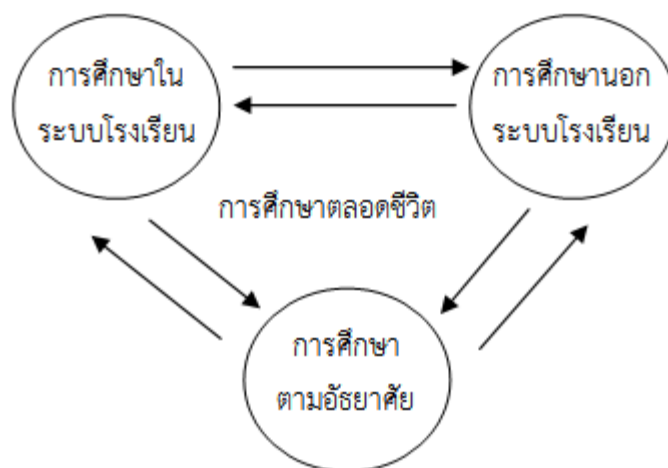 การศึกษาใน
ระบบโรงเรียน
การศึกษานอก
ระบบโรงเรียน
การศึกษาตลอดชีวิต
การศึกษา
ตามอัธยาศัย